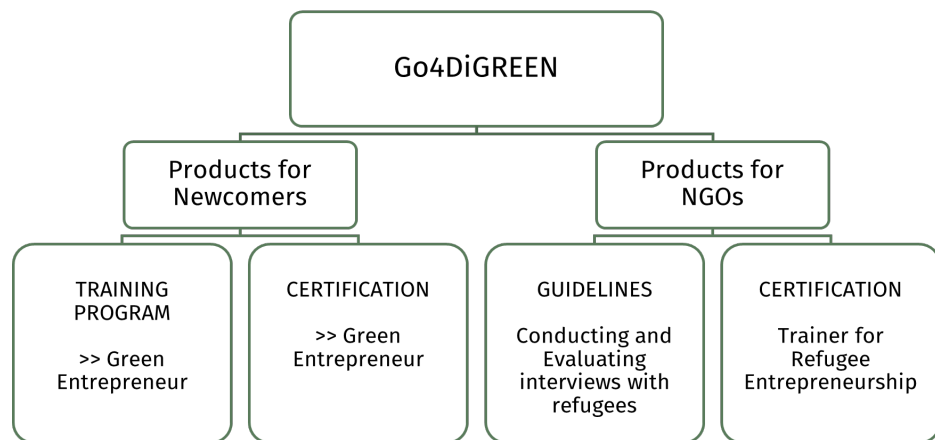 Go4DiGREEN
Products for
Newcomers
Products for
NGOs
TRAINING
PROGRAM
>> Green
Entrepreneur
CERTIFICATION
>> Green
Entrepreneur
GUIDELINES
Conducting and
Evaluating
interviews with
refugees
CERTIFICATION
Trainer for
Refugee
Entrepreneurship